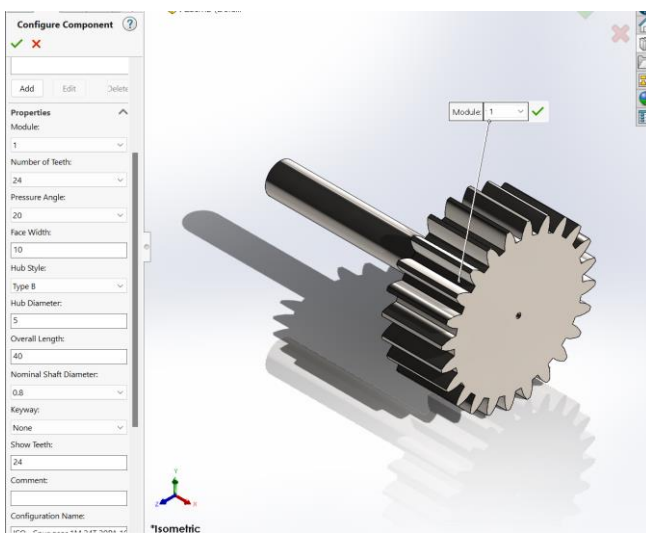 Configure Component
?
Add Edit Delete
Properties
Module:
1
Module: 1
Number of Teeth:
24
Pressure Angle:
20
Face Width:
10
Hub Style:
Type B
Hub Diameter:
5
Overall Length:
40
Nominal Shaft Diameter:
0.8
Keyway:
None
Show Teeth:
24
Comment:
Configuration Name:
Y
Z X
*Isometric